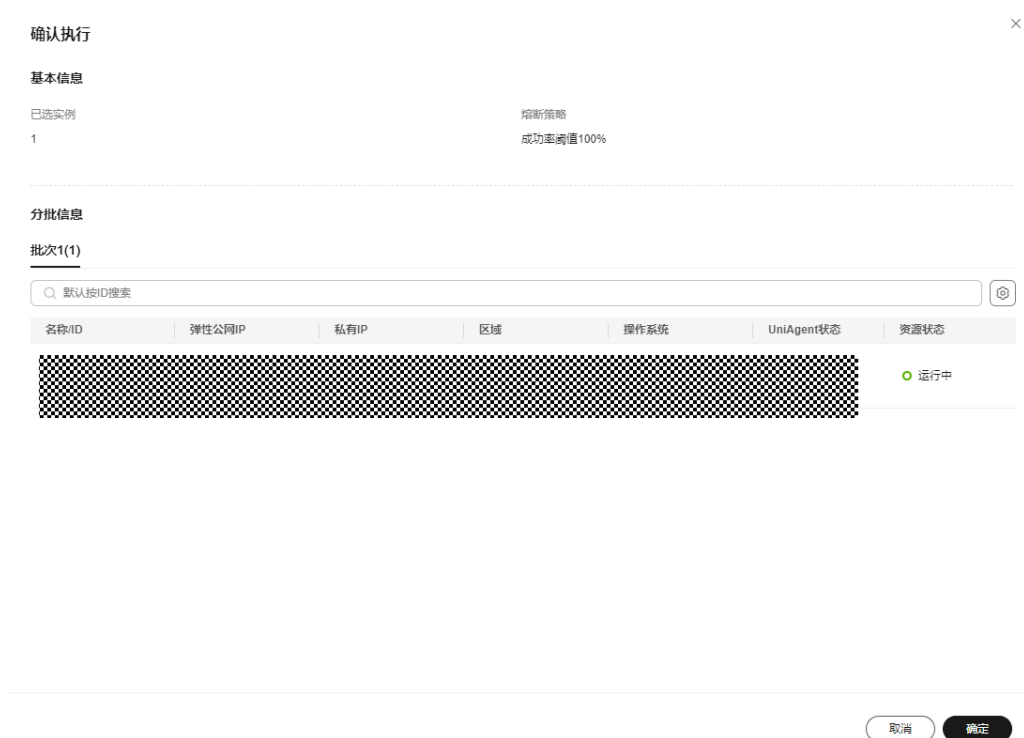 确认执行
基本信息
已选实例 熔断策略
1 成功率阈值100%
分批信息
批次1(1)
默认按ID搜索
名称/ID 弹性公网IP 私有IP 区域 操作系统 UniAgent状态 资源状态
运行中
取消 确定